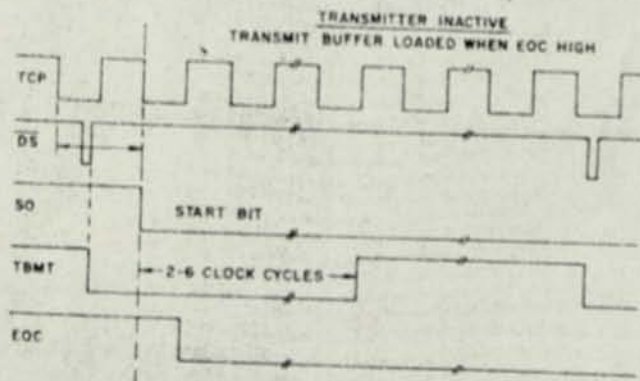 TRANSMITTER INACTIVE
TRANSMIT BUFFER LOADED WHEN EOC HIGH
TCP
DS
SO
START BIT
TBMT
2-6 CLOCK CYCLES
EOC